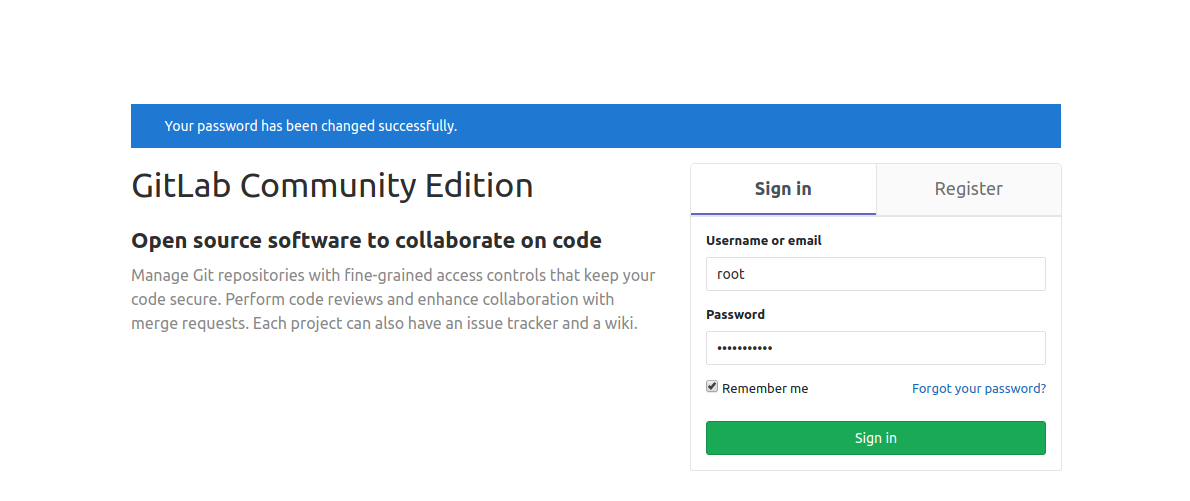 Your password has been changed successfully.
GitLab Community Edition
Open source software to collaborate on code
Manage Git repositories with fine-grained access controls that keep your
code secure. Perform code reviews and enhance collaboration with
merge requests. Each project can also have an issue tracker and a wiki.
Sign in
Register
Username or email
root
Password
•••••••••••
Remember me
Forgot your password?
Sign in